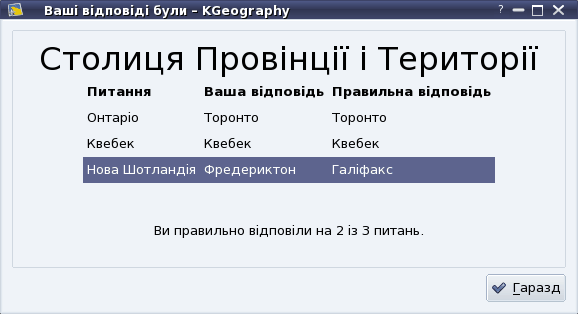 Ваші відповіді були – KGeography
?
Столиця Провінції і Території
Питання Ваша відповідь Правильна відповідь
Онтаріо Торонто Торонто
Квебек Квебек Квебек
Нова Шотландія Фредериктон Галіфакс
Ви правильно відповіли на 2 із 3 питань.
Гаразд